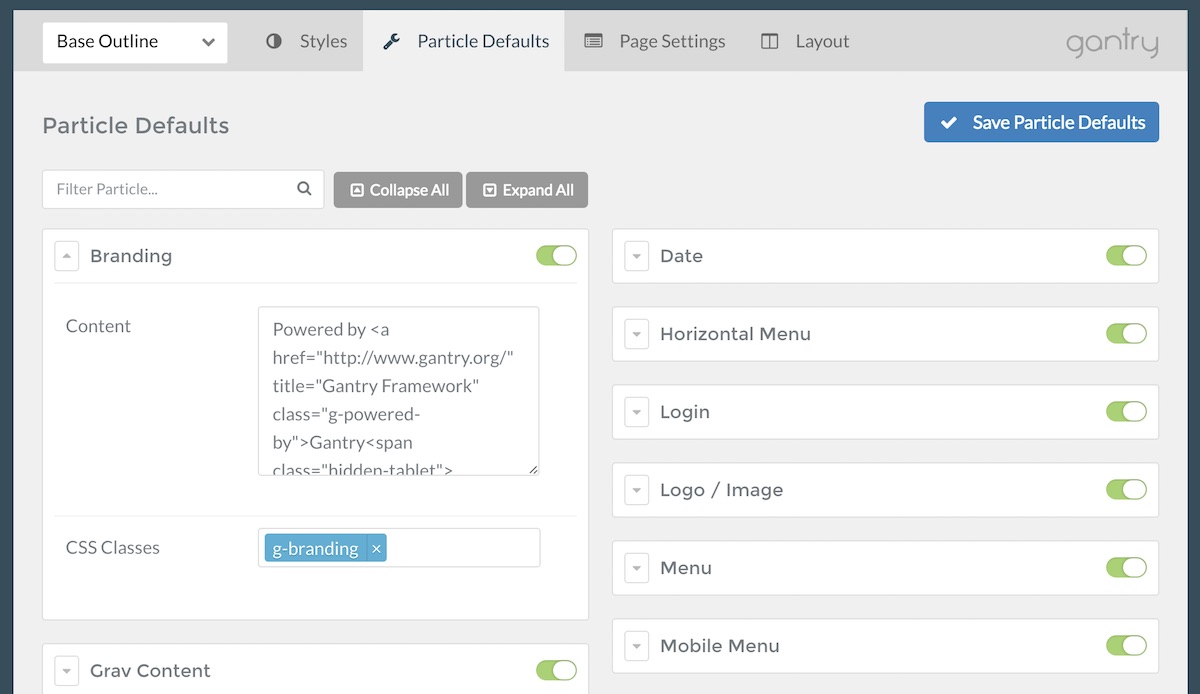 Base Outline
Styles
Particle Defaults
Page Settings
Layout
gantry
Particle Defaults
Save Particle Defaults
Filter Particle...
Collapse All
Expand All
Branding
Content
Powered by <a
href="http://www.gantry.org/"
title="Gantry Framework"
class="g-powered-
by">Gantry<span
class="hidden-tablet">
CSS Classes
g-branding ×
Grav Content
Date
Horizontal Menu
Login
Logo / Image
Menu
Mobile Menu